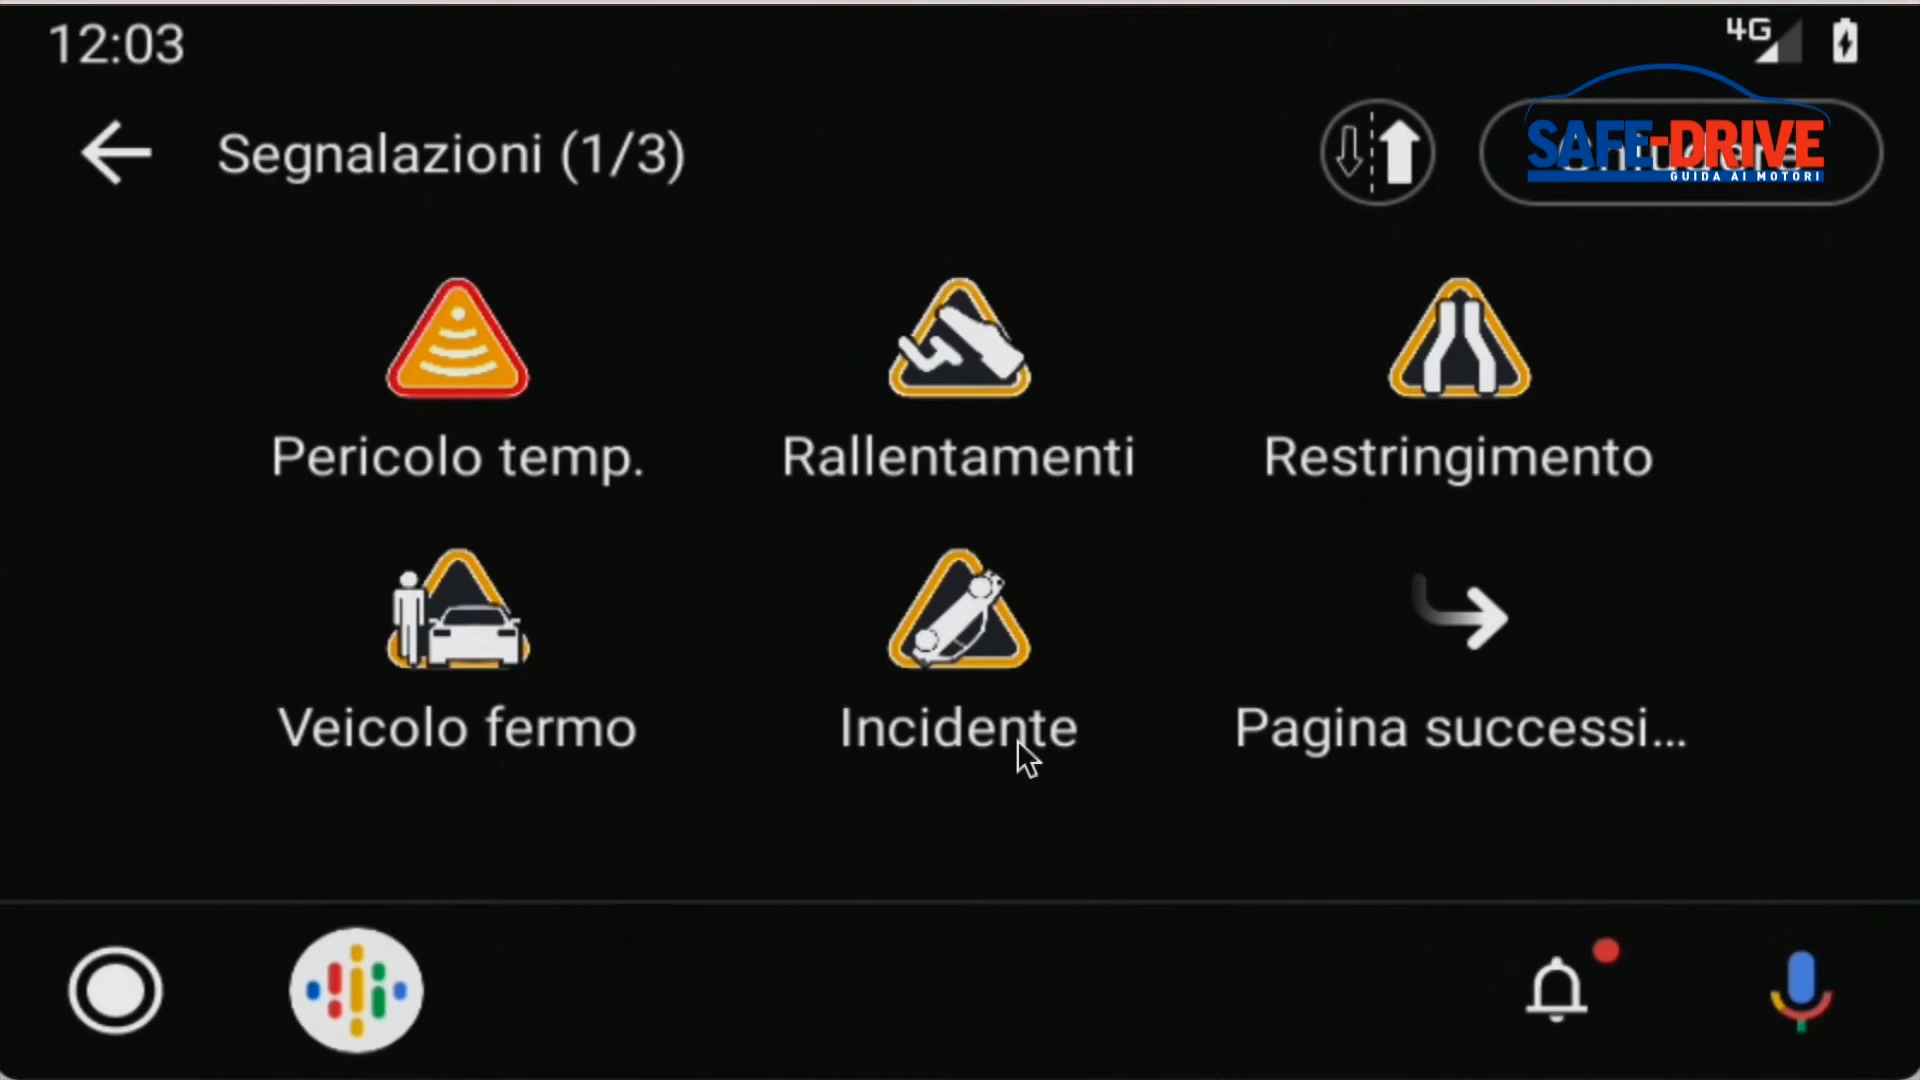 12:03
4G
Segnalazioni (1/3)
SAFE-DRIVE
GUIDA AI MOTORI
Pericolo temp.
Rallentamenti
Restringimento
Veicolo fermo
Incidente
Pagina successi...